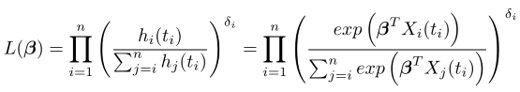 L(β) = ∏_{i=1}^{n} ( h_i(t_i) / ∑_{j=i}^{n} h_j(t_i) )^{δ_i} = ∏_{i=1}^{n} ( exp(β^T X_i(t_i)) / ∑_{j=i}^{n} exp(β^T X_j(t_i)) )^{δ_i}